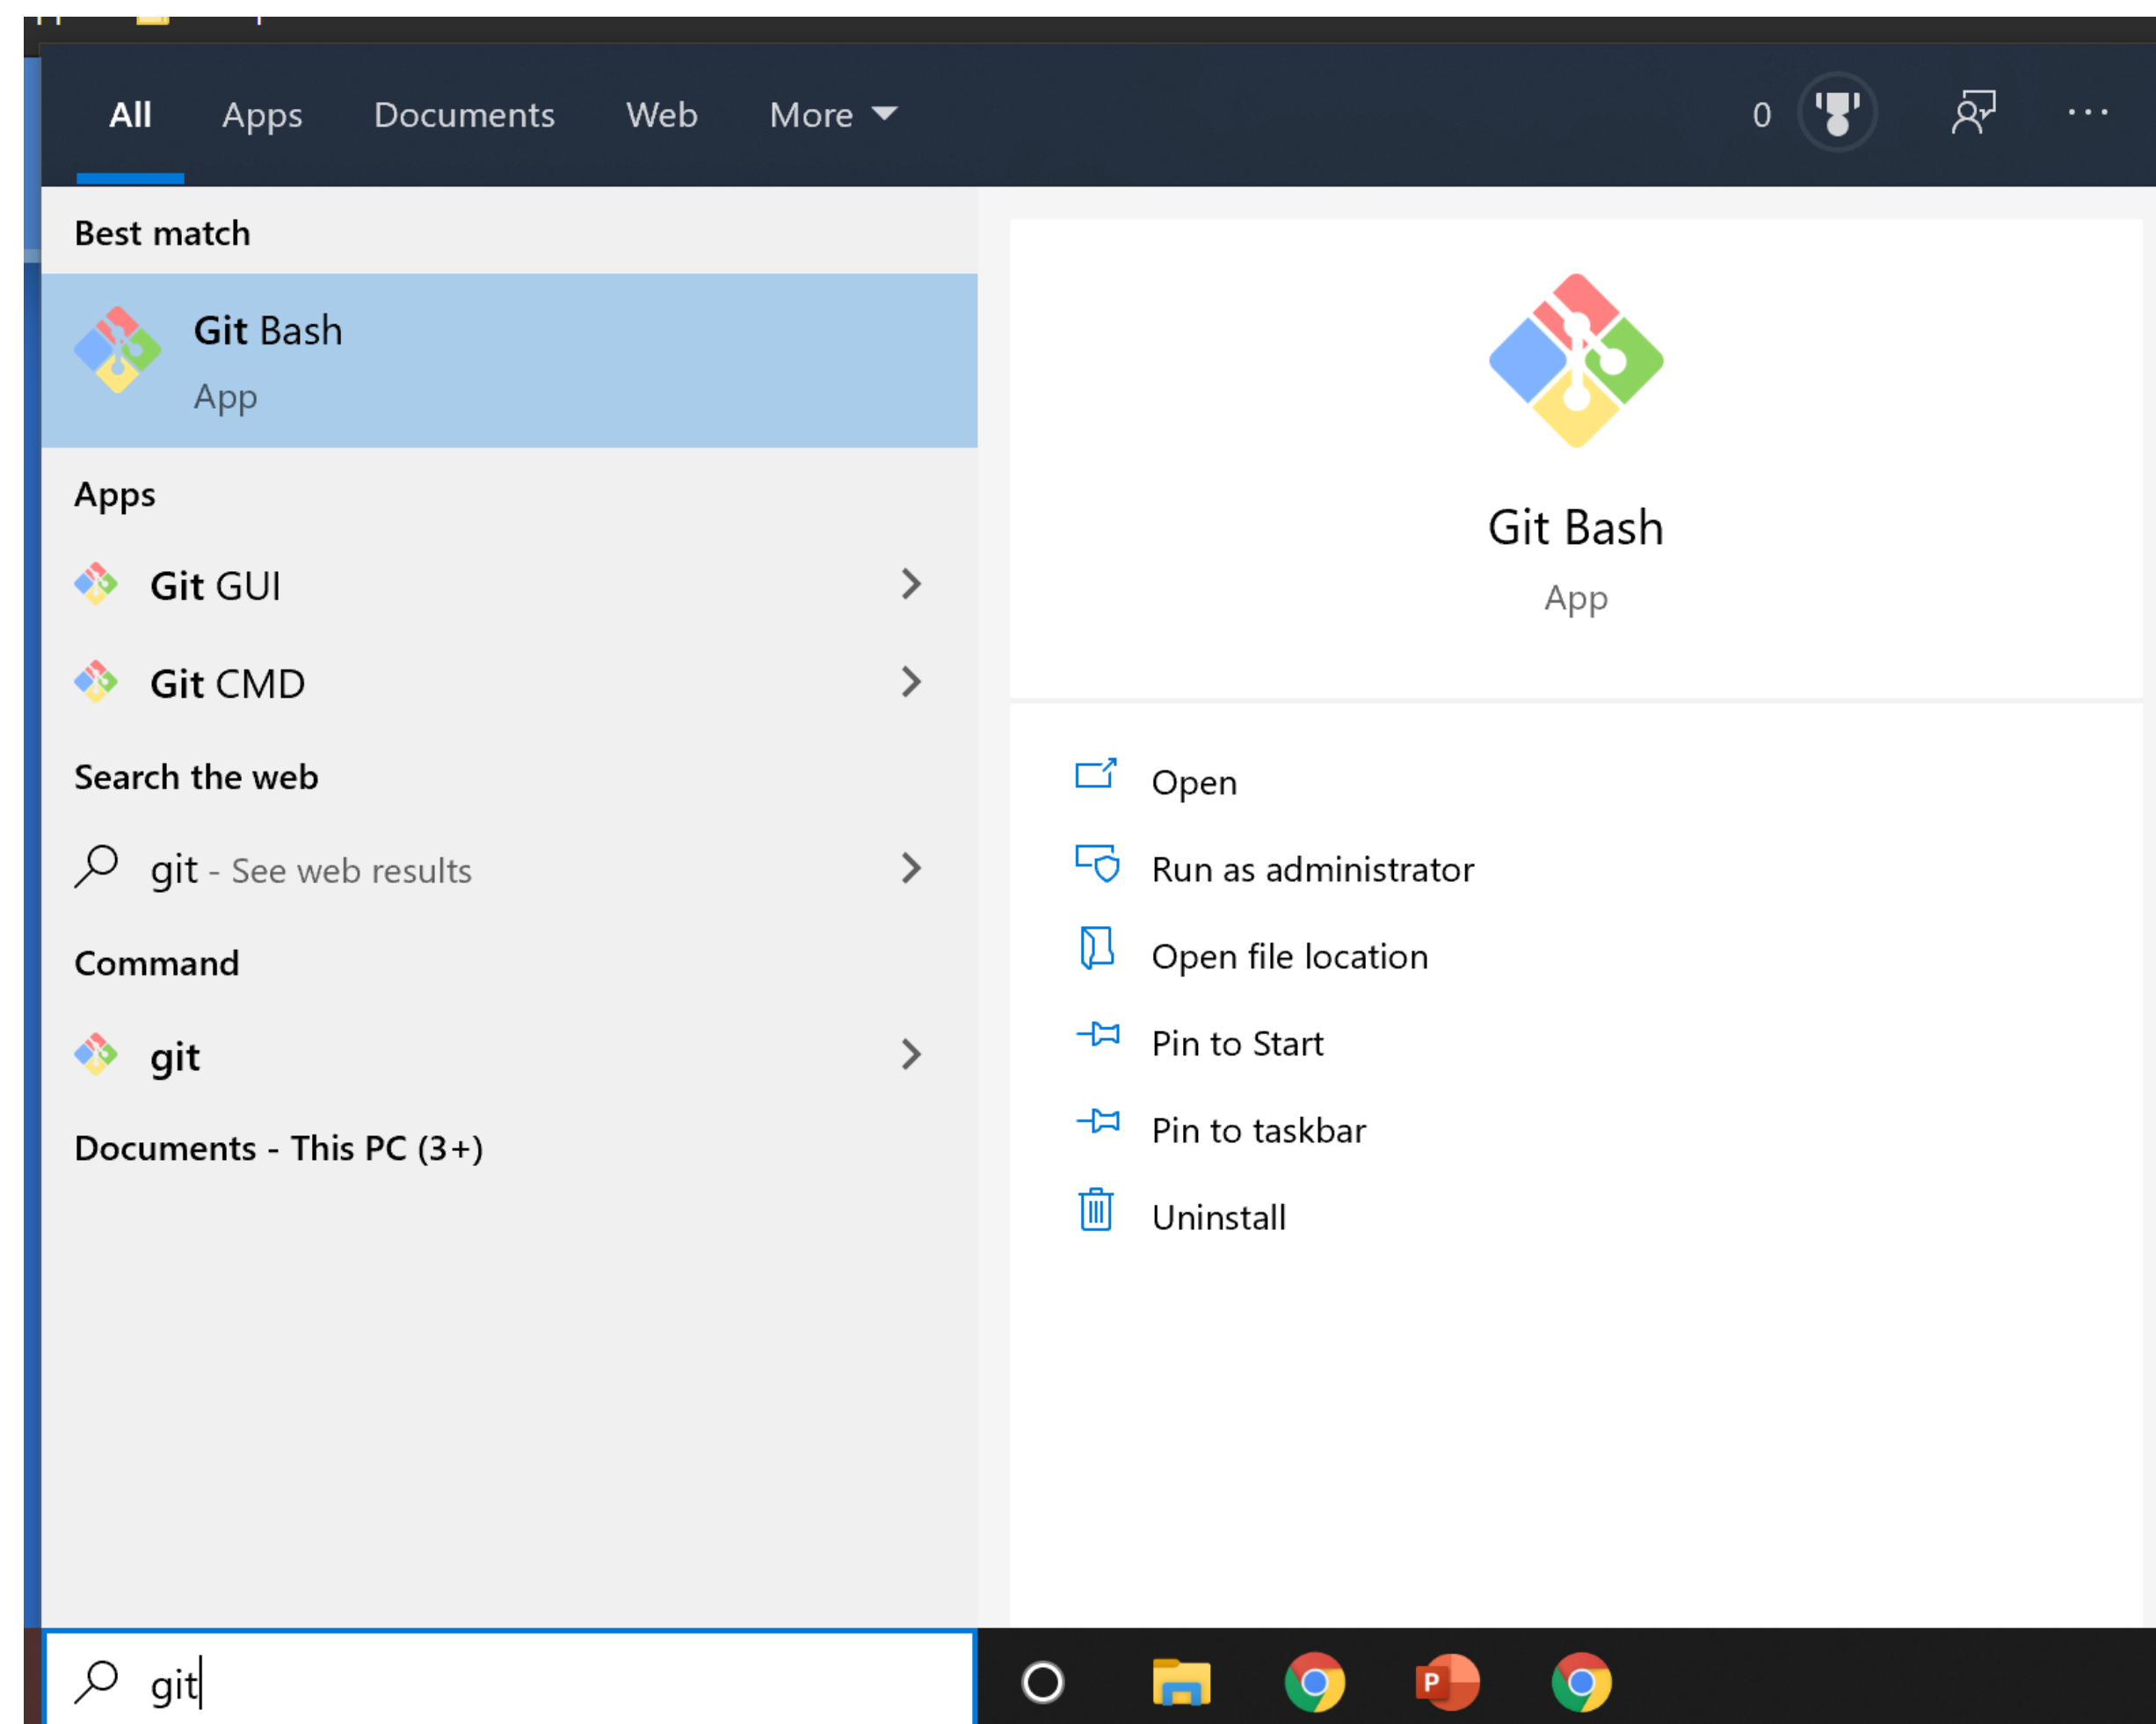 All Apps Documents Web More 0
Best match
Git Bash
App
Apps
Git GUI
Git CMD
Search the web
git - See web results
Command
git
Documents - This PC (3+)
git
Git Bash
App
Open
Run as administrator
Open file location
Pin to Start
Pin to taskbar
Uninstall
P